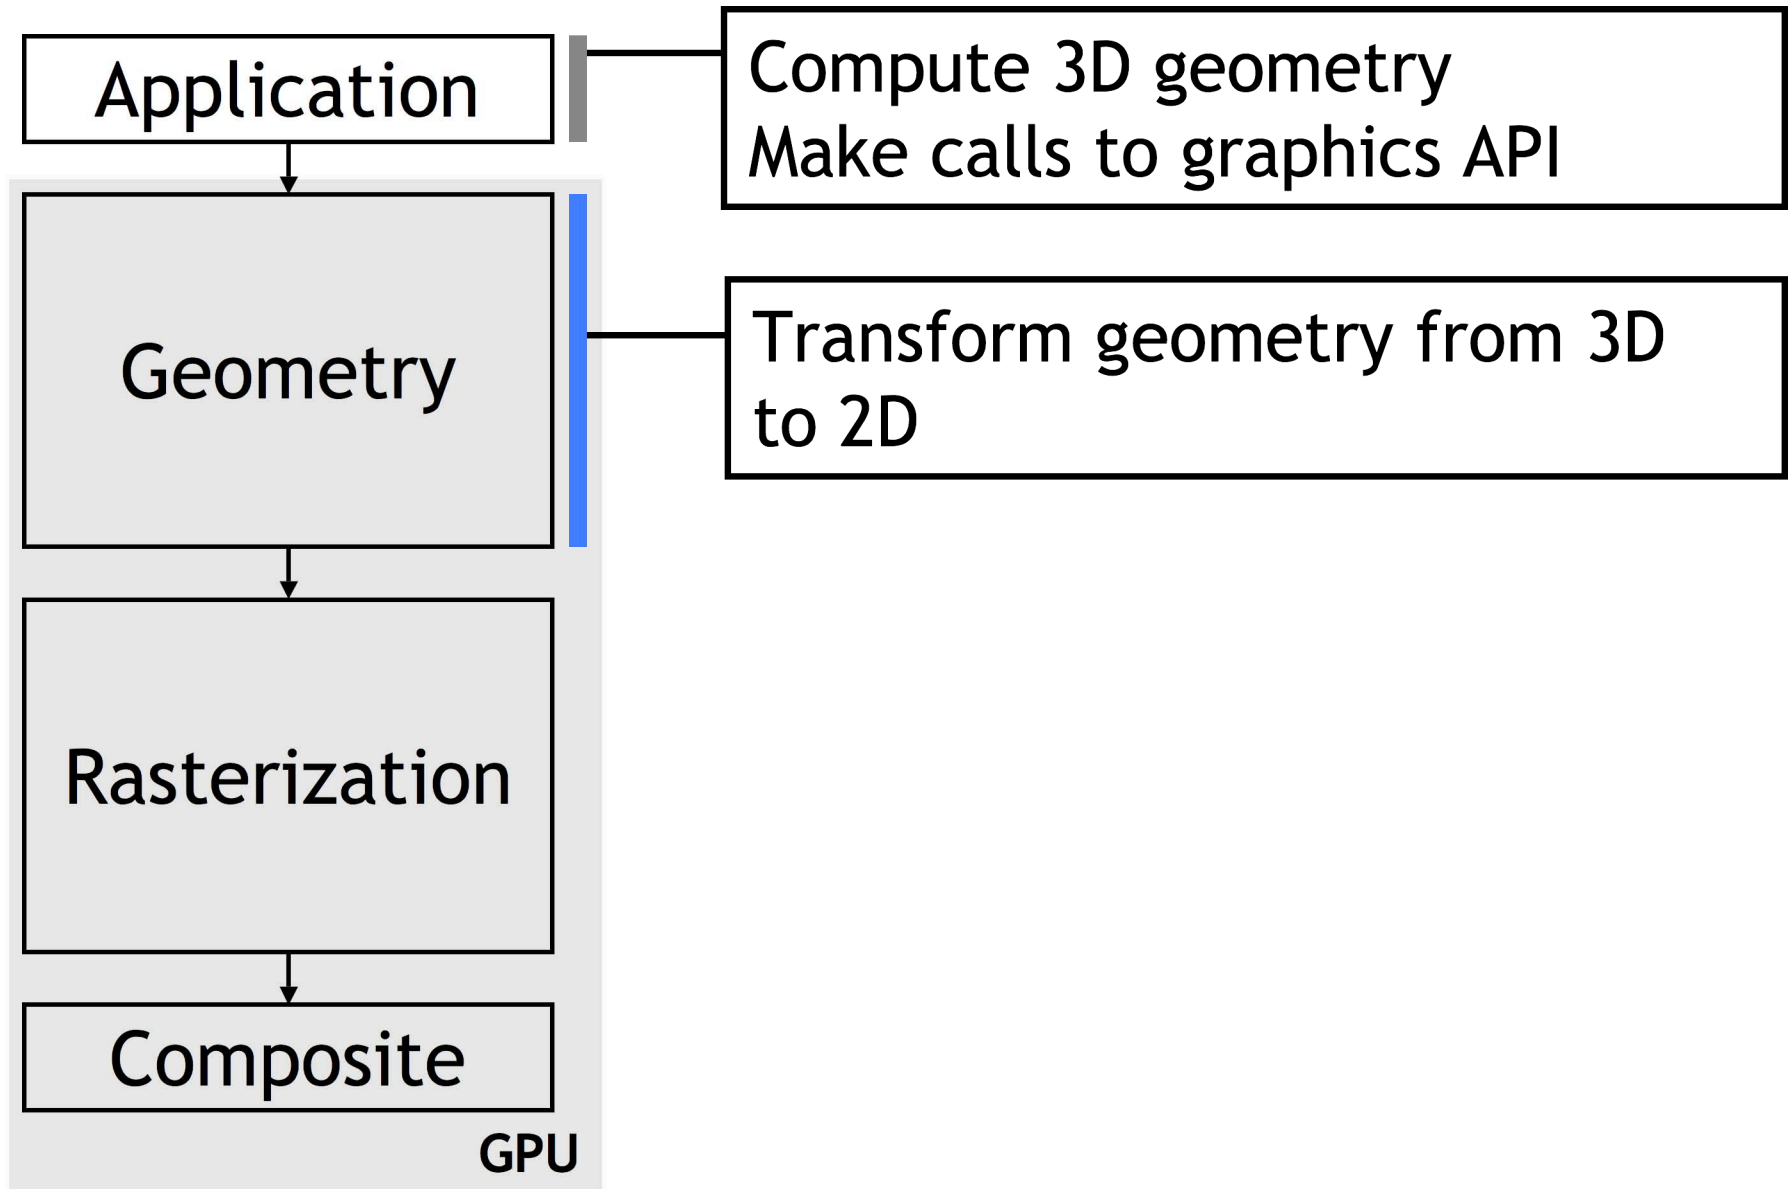 Application
Compute 3D geometry
Make calls to graphics API
Geometry
Transform geometry from 3D
to 2D
Rasterization
Composite
GPU